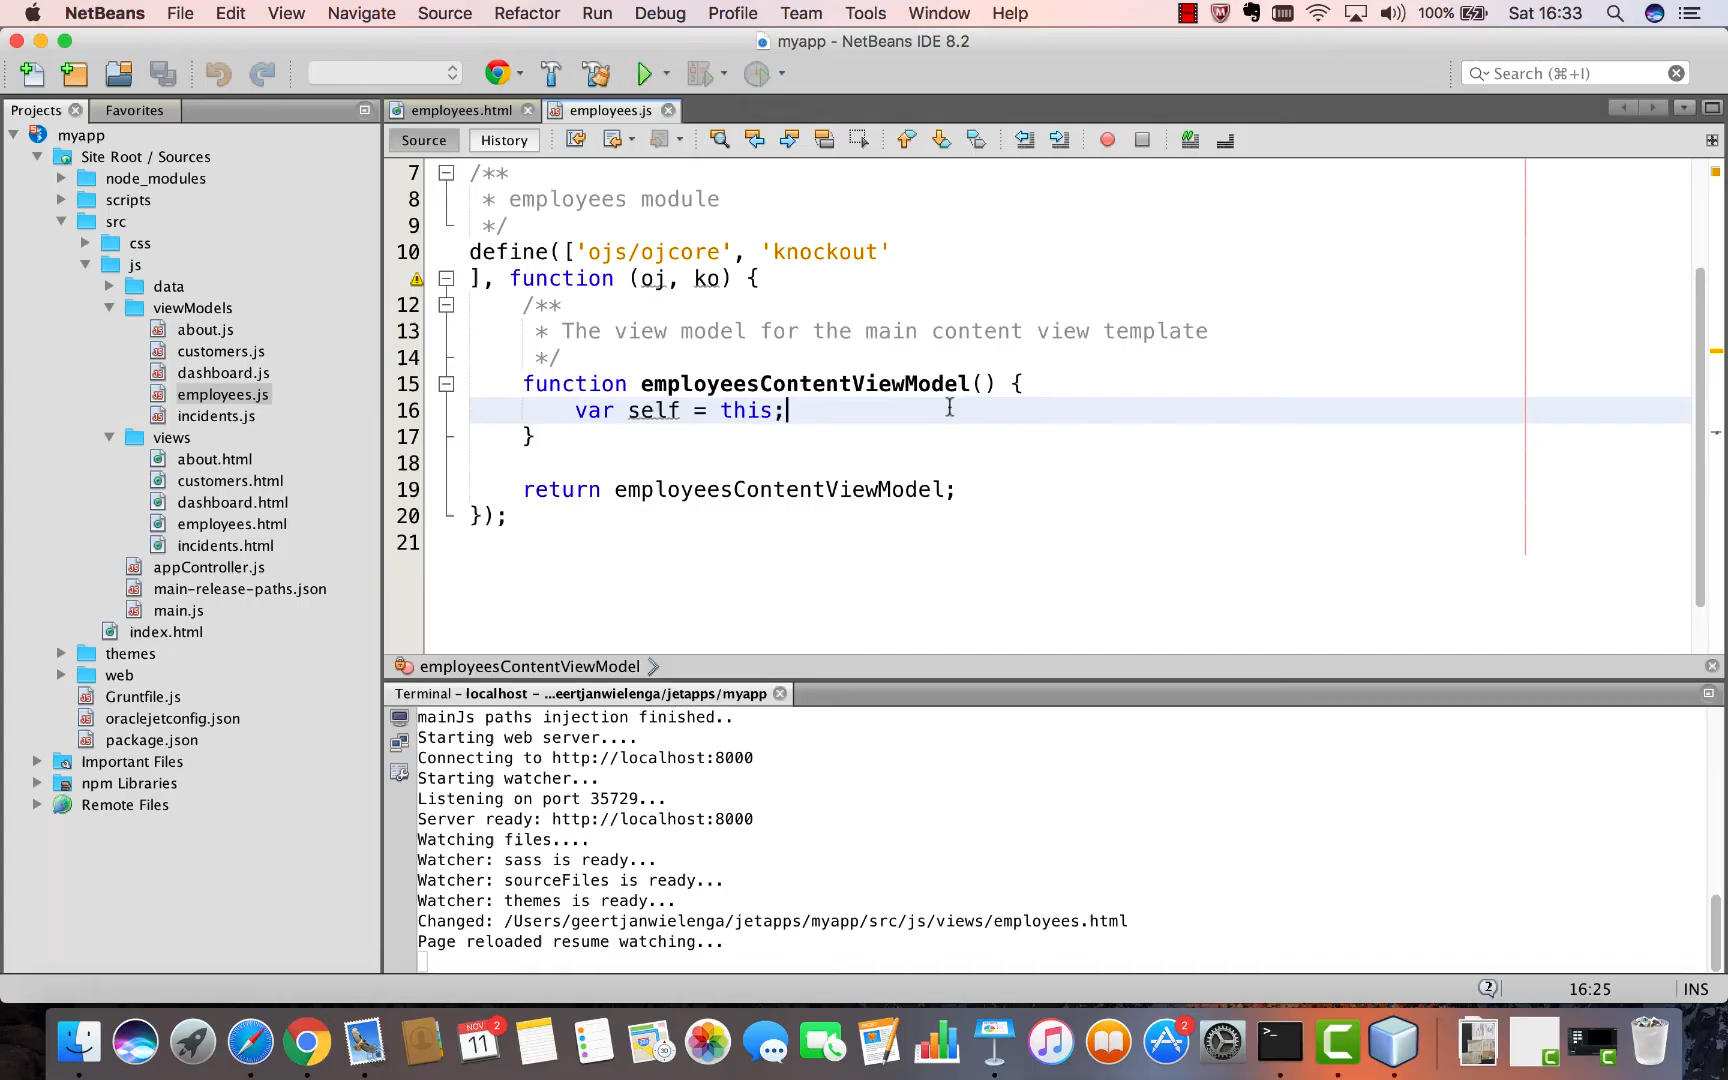 NetBeans File Edit View Navigate Source Refactor Run Debug Profile Team Tools Window Help 100% Sat 16:33
myapp - NetBeans IDE 8.2
Search (⌘+I)
Projects Favorites
employees.html employees.js
Source History
myapp
Site Root / Sources
node_modules
scripts
src
css
js
data
viewModels
about.js
customers.js
dashboard.js
employees.js
incidents.js
views
about.html
customers.html
dashboard.html
employees.html
incidents.html
appController.js
main-release-paths.json
main.js
index.html
themes
web
Gruntfile.js
oraclejetconfig.json
package.json
Important Files
npm Libraries
Remote Files
7 /**
8 * employees module
9 */
10 define(['ojs/ojcore', 'knockout'
], function (oj, ko) {
12 /**
13 * The view model for the main content view template
14 */
15 function employeesContentViewModel() {
16 var self = this;
17 }
18
19 return employeesContentViewModel;
20 });
21
employeesContentViewModel
Terminal - localhost - ...eertjanwielenga/jetapps/myapp
mainJs paths injection finished..
Starting web server....
Connecting to http://localhost:8000
Starting watcher...
Listening on port 35729...
Server ready: http://localhost:8000
Watching files....
Watcher: sass is ready...
Watcher: sourceFiles is ready...
Watcher: themes is ready...
Changed: /Users/geertjanwielenga/jetapps/myapp/src/js/views/employees.html
Page reloaded resume watching...
2 16:25 INS
NOV 2
11
2